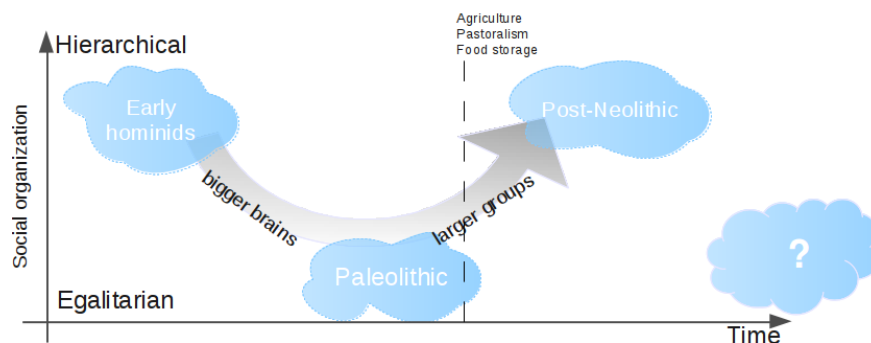 Agriculture
Pastoralism
Food storage
Hierarchical
Early
hominids
Post-Neolithic
Social organization
bigger brains
larger groups
Paleolithic
?
Egalitarian
Time